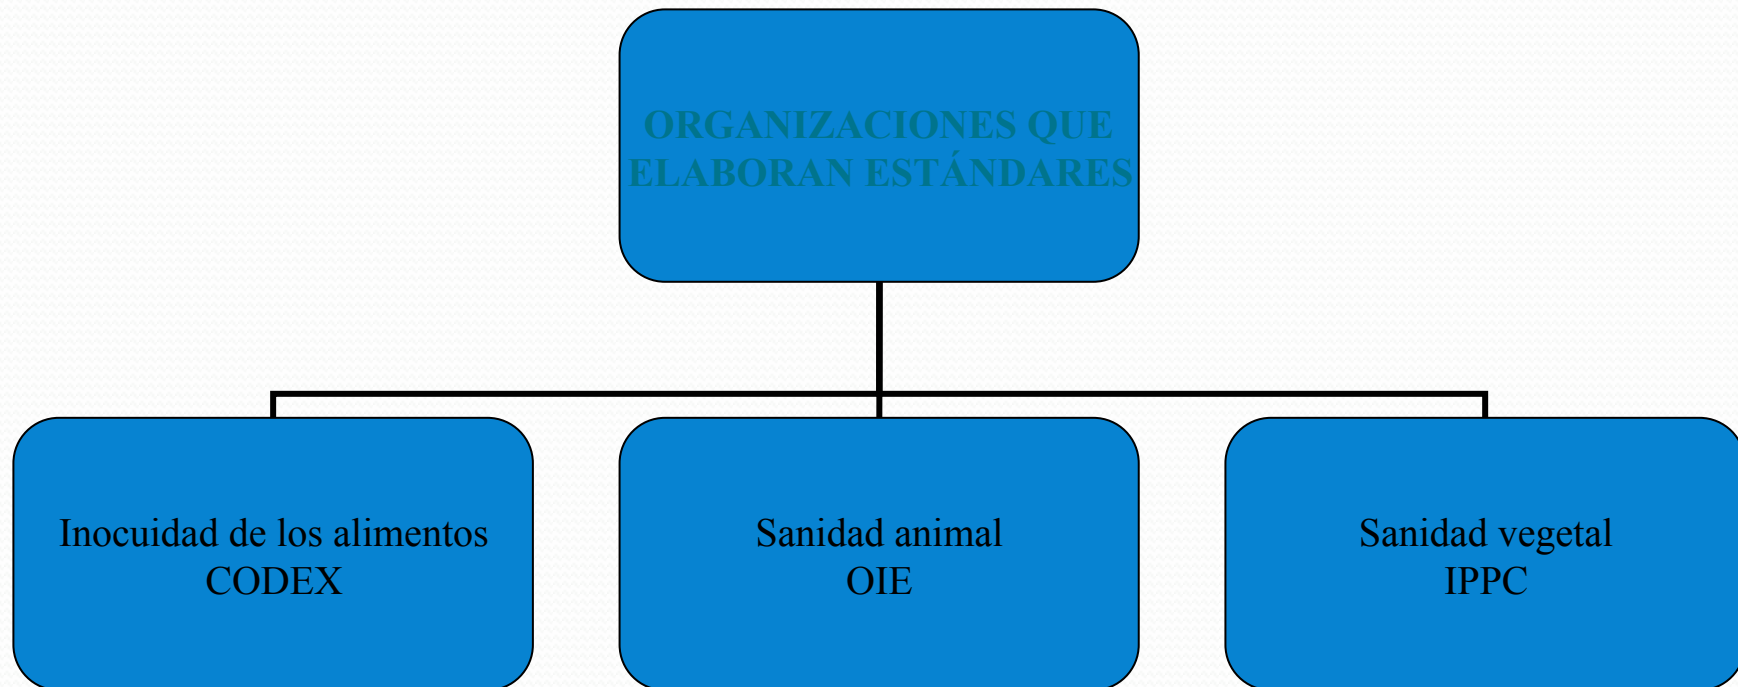 ORGANIZACIONES QUE
ELABORAN ESTÁNDARES
Inocuidad de los alimentos
CODEX
Sanidad animal
OIE
Sanidad vegetal
IPPC